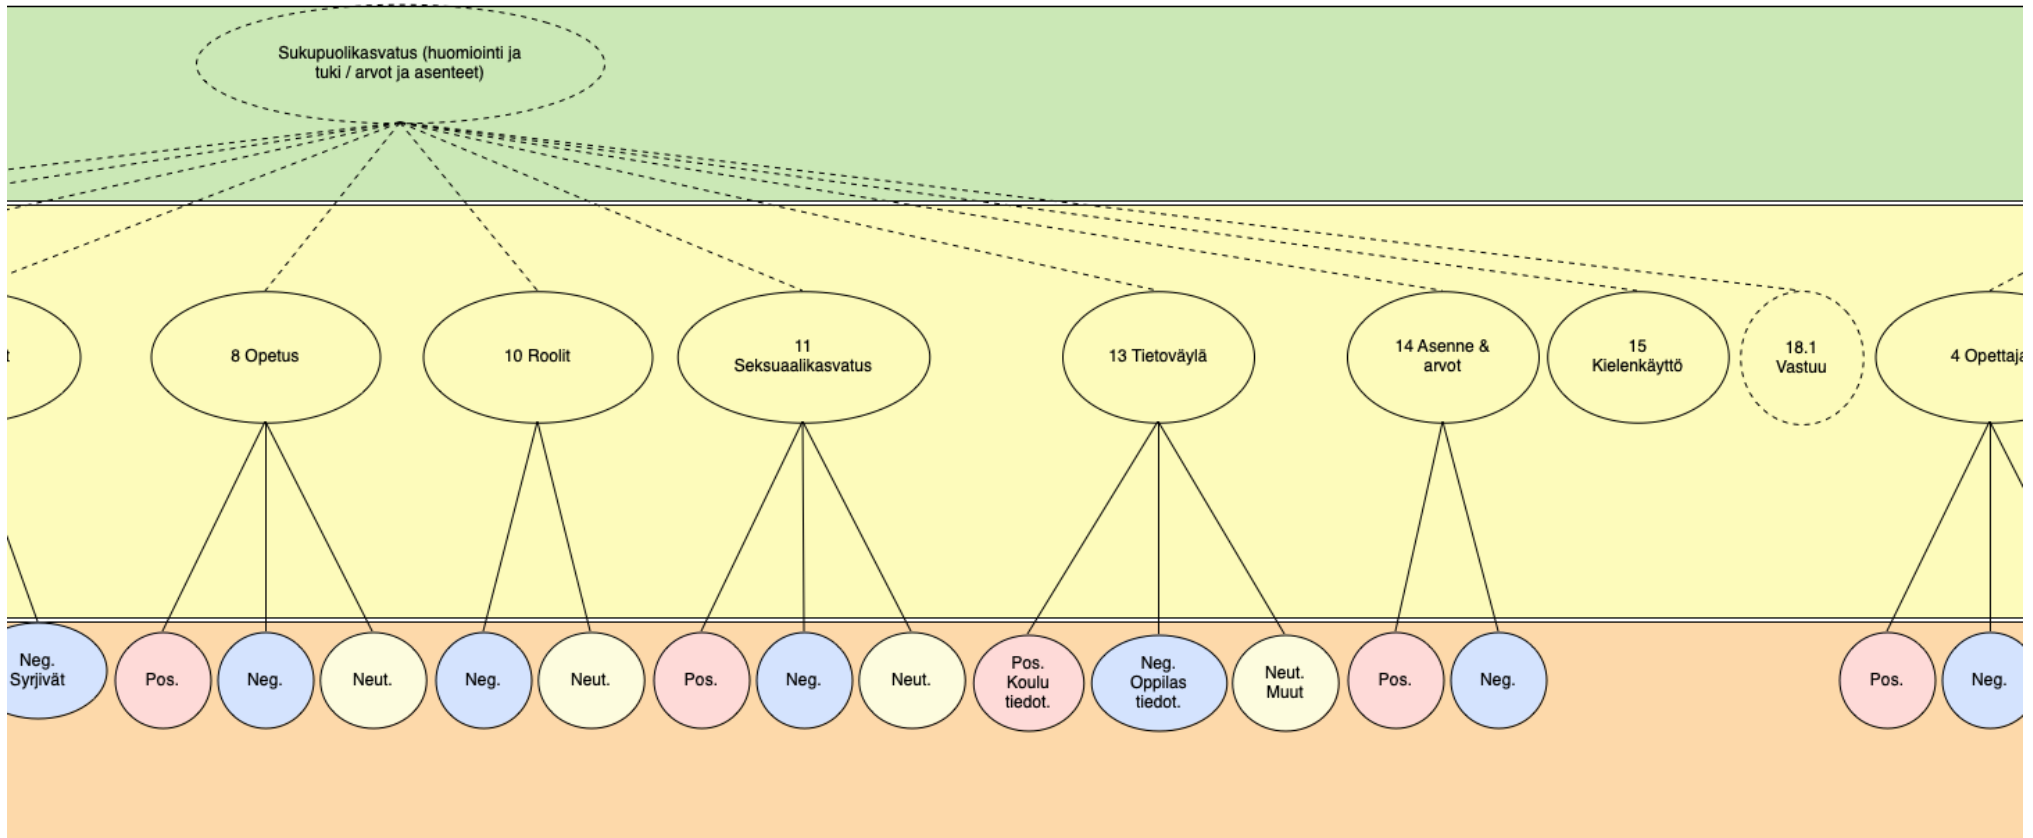 Sukupuolikasvatus (huomiointi ja
tuki / arvot ja asenteet)
t
8 Opetus
10 Roolit
11
Seksuaalikasvatus
13 Tietoväylä
14 Asenne &
arvot
15
Kielenkäyttö
18.1
Vastuu
4 Opettaja
Neg.
Syrjivät
Pos.
Neg.
Neut.
Neg.
Neut.
Pos.
Neg.
Neut.
Pos.
Koulu
tiedot.
Neg.
Oppilas
tiedot.
Neut.
Muut
Pos.
Neg.
Pos.
Neg.